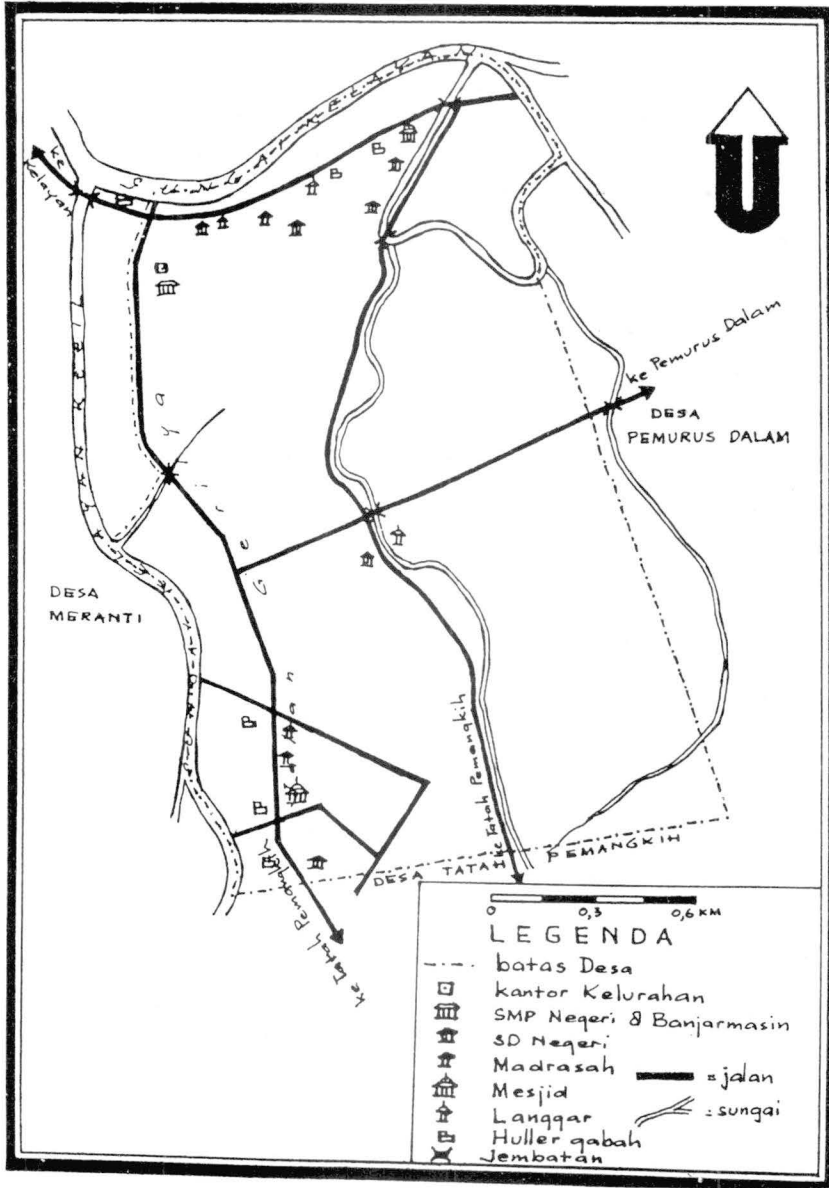 ke
Kelayan
U
ke Pemurus Dalam
DESA
PEMURUS DALAM
DESA
MERANTI
Gerilya
ke Tatah Pemangkih
ke Tatah Pemangkih
DESA TATAH PEMANGKIH
0 0,3 0,6 KM
LEGENDA
batas Desa
kantor Kelurahan
SMP Negeri 8 Banjarmasin
SD Negeri
Madrasah
= jalan
Mesjid
Langgar
: sungai
Huller gabah
Jembatan